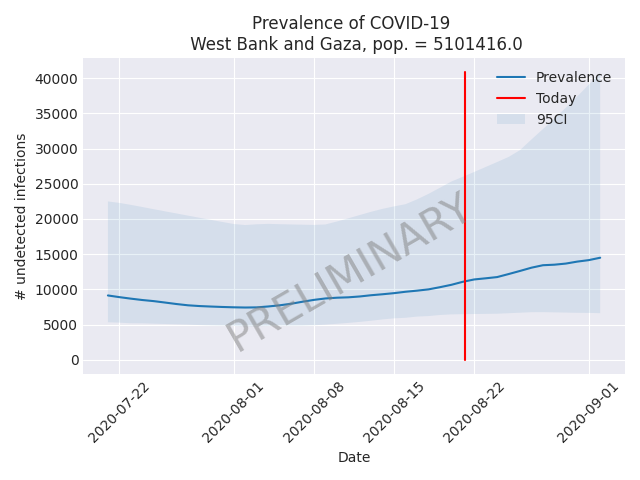 Prevalence of COVID-19
West Bank and Gaza, pop. = 5101416.0
40000
35000
30000
25000
20000
15000
10000
5000
0
# undetected infections
Prevalence
Today
95CI
PRELIMINARY
2020-07-22
2020-08-01
2020-08-08
2020-08-15
2020-08-22
2020-09-01
Date